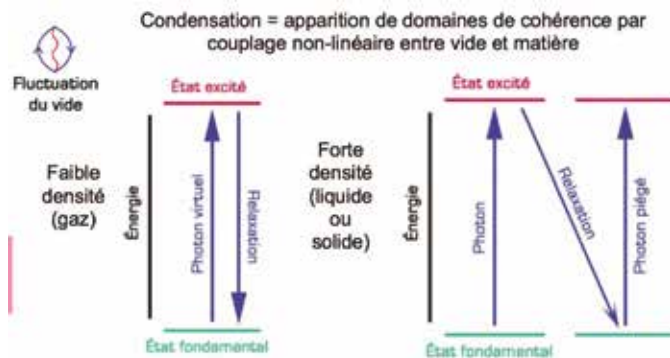 Condensation = apparition de domaines de cohérence par
couplage non-linéaire entre vide et matière
Fluctuation
du vide
État excité
Faible
densité
(gaz)
Énergie
Photon virtuel
Relaxation
État fondamental
État excité
Forte
densité
(liquide
ou
solide)
Énergie
Photon
Relaxation
Photon piégé
État fondamental